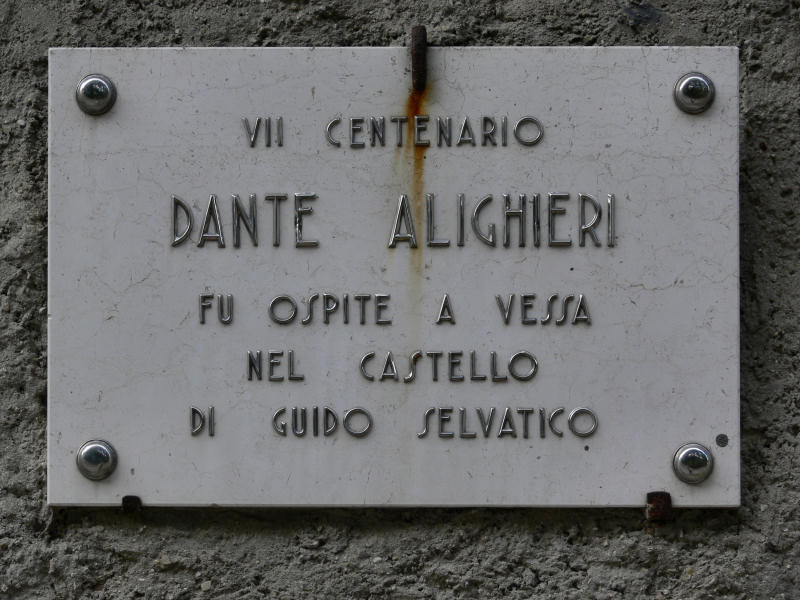 VII CENTENARIO
DANTE ALIGHIERI
FU OSPITE A VESSA
NEL CASTELLO
DI GUIDO SELVATICO